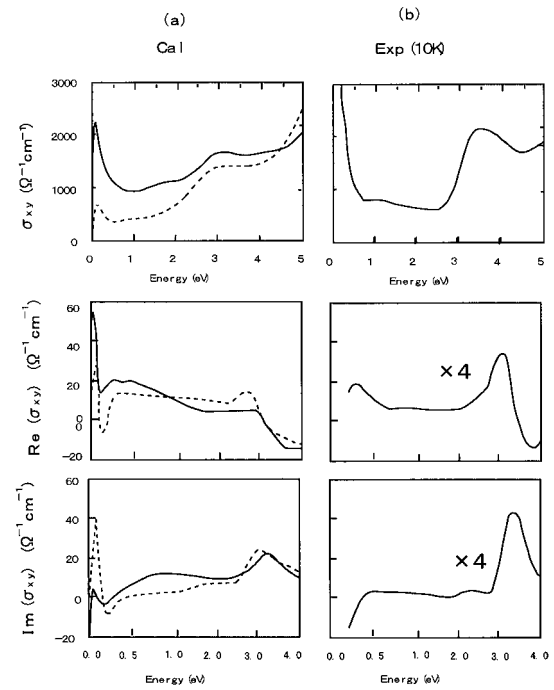 (a)
(b)
Cal
Exp (10K)
σxy (Ω⁻¹cm⁻¹)
3000
2000
1000
0
0 1 2 3 4 5
Energy (eV)
0 1 2 3 4 5
Energy (eV)
Re (σxy) (Ω⁻¹cm⁻¹)
60
40
20
0
0
−20
×4
Im (σxy) (Ω⁻¹cm⁻¹)
60
40
20
0
−20
×4
0.0 0.5 1.0 2.0 3.0 4.0
Energy (eV)
0.0 0.5 1.0 2.0 3.0 4.0
Energy (eV)